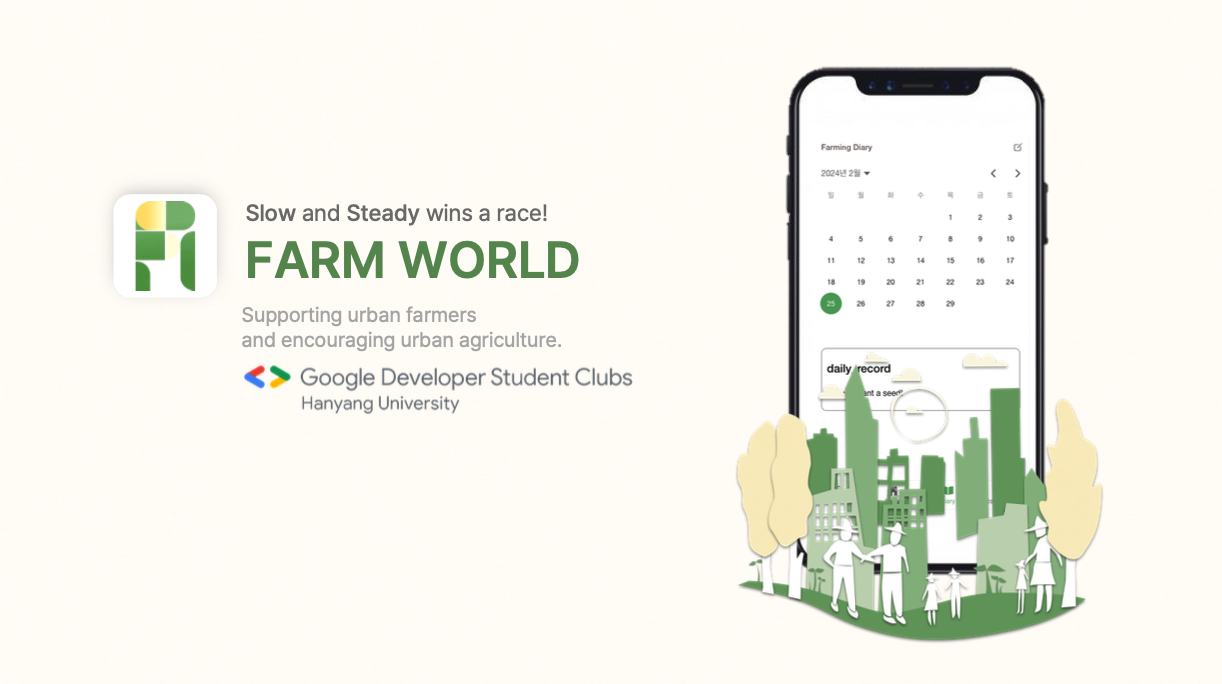 Slow and Steady wins a race!
FARM WORLD
Supporting urban farmers
and encouraging urban agriculture.
Google Developer Student Clubs
Hanyang University
Farming Diary
2024년 2월
일 월 화 수 목 금 토
1 2 3
4 5 6 7 8 9 10
11 12 13 14 15 16 17
18 19 20 21 22 23 24
25 26 27 28 29
daily record
a seed!